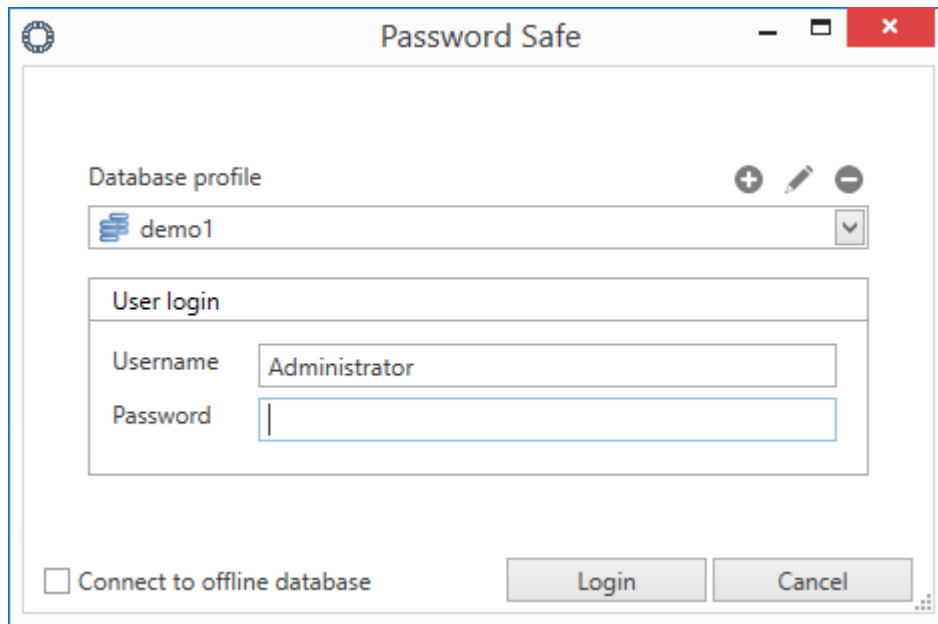 Password Safe
Database profile
demo1
User login
Username Administrator
Password
Connect to offline database Login Cancel